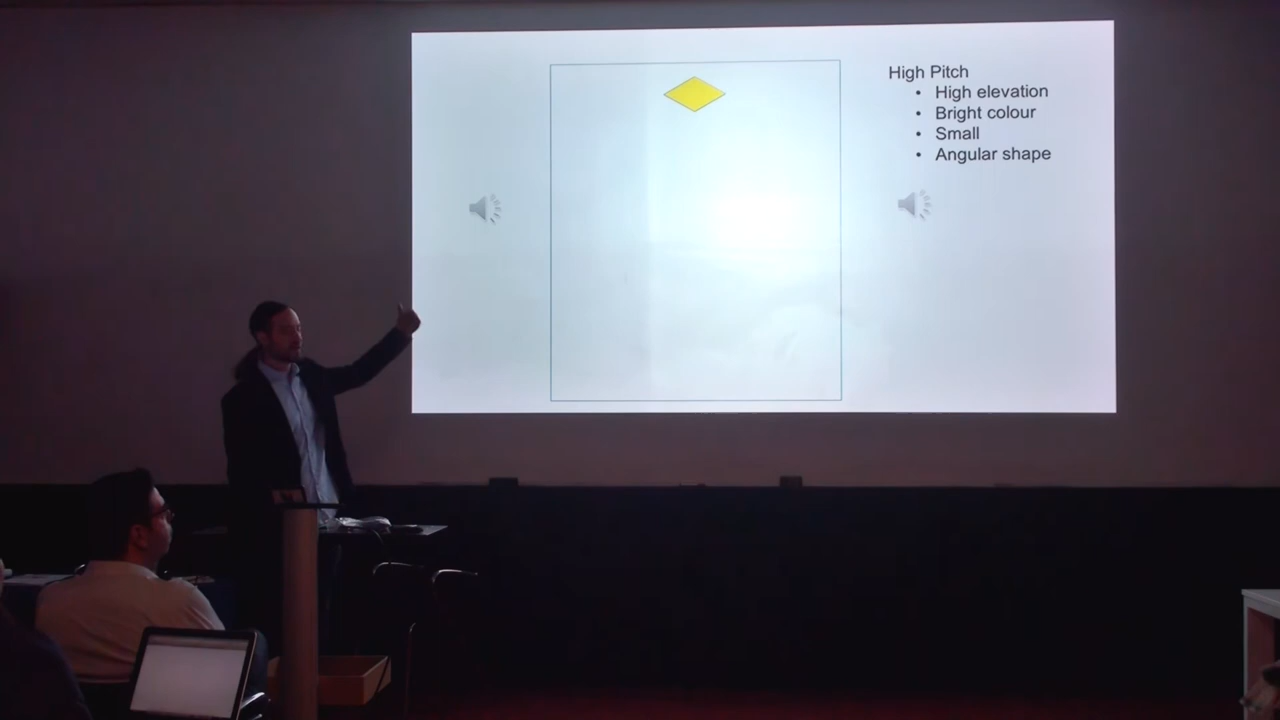 High Pitch
• High elevation
• Bright colour
• Small
• Angular shape